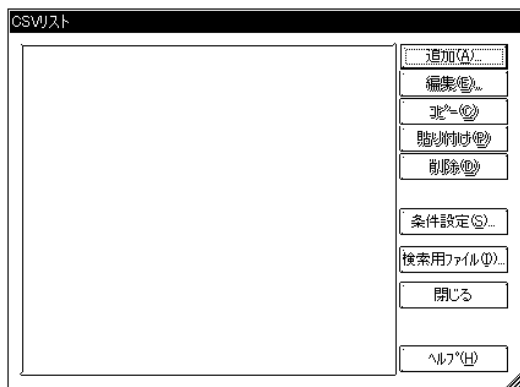 CSVﾘｽﾄ
追加(A)...
編集(E)...
ｺﾋﾟｰ(C)
貼り付け(P)
削除(D)
条件設定(S)...
検索用ﾌｧｲﾙ(I)...
閉じる
ﾍﾙﾌﾟ(H)